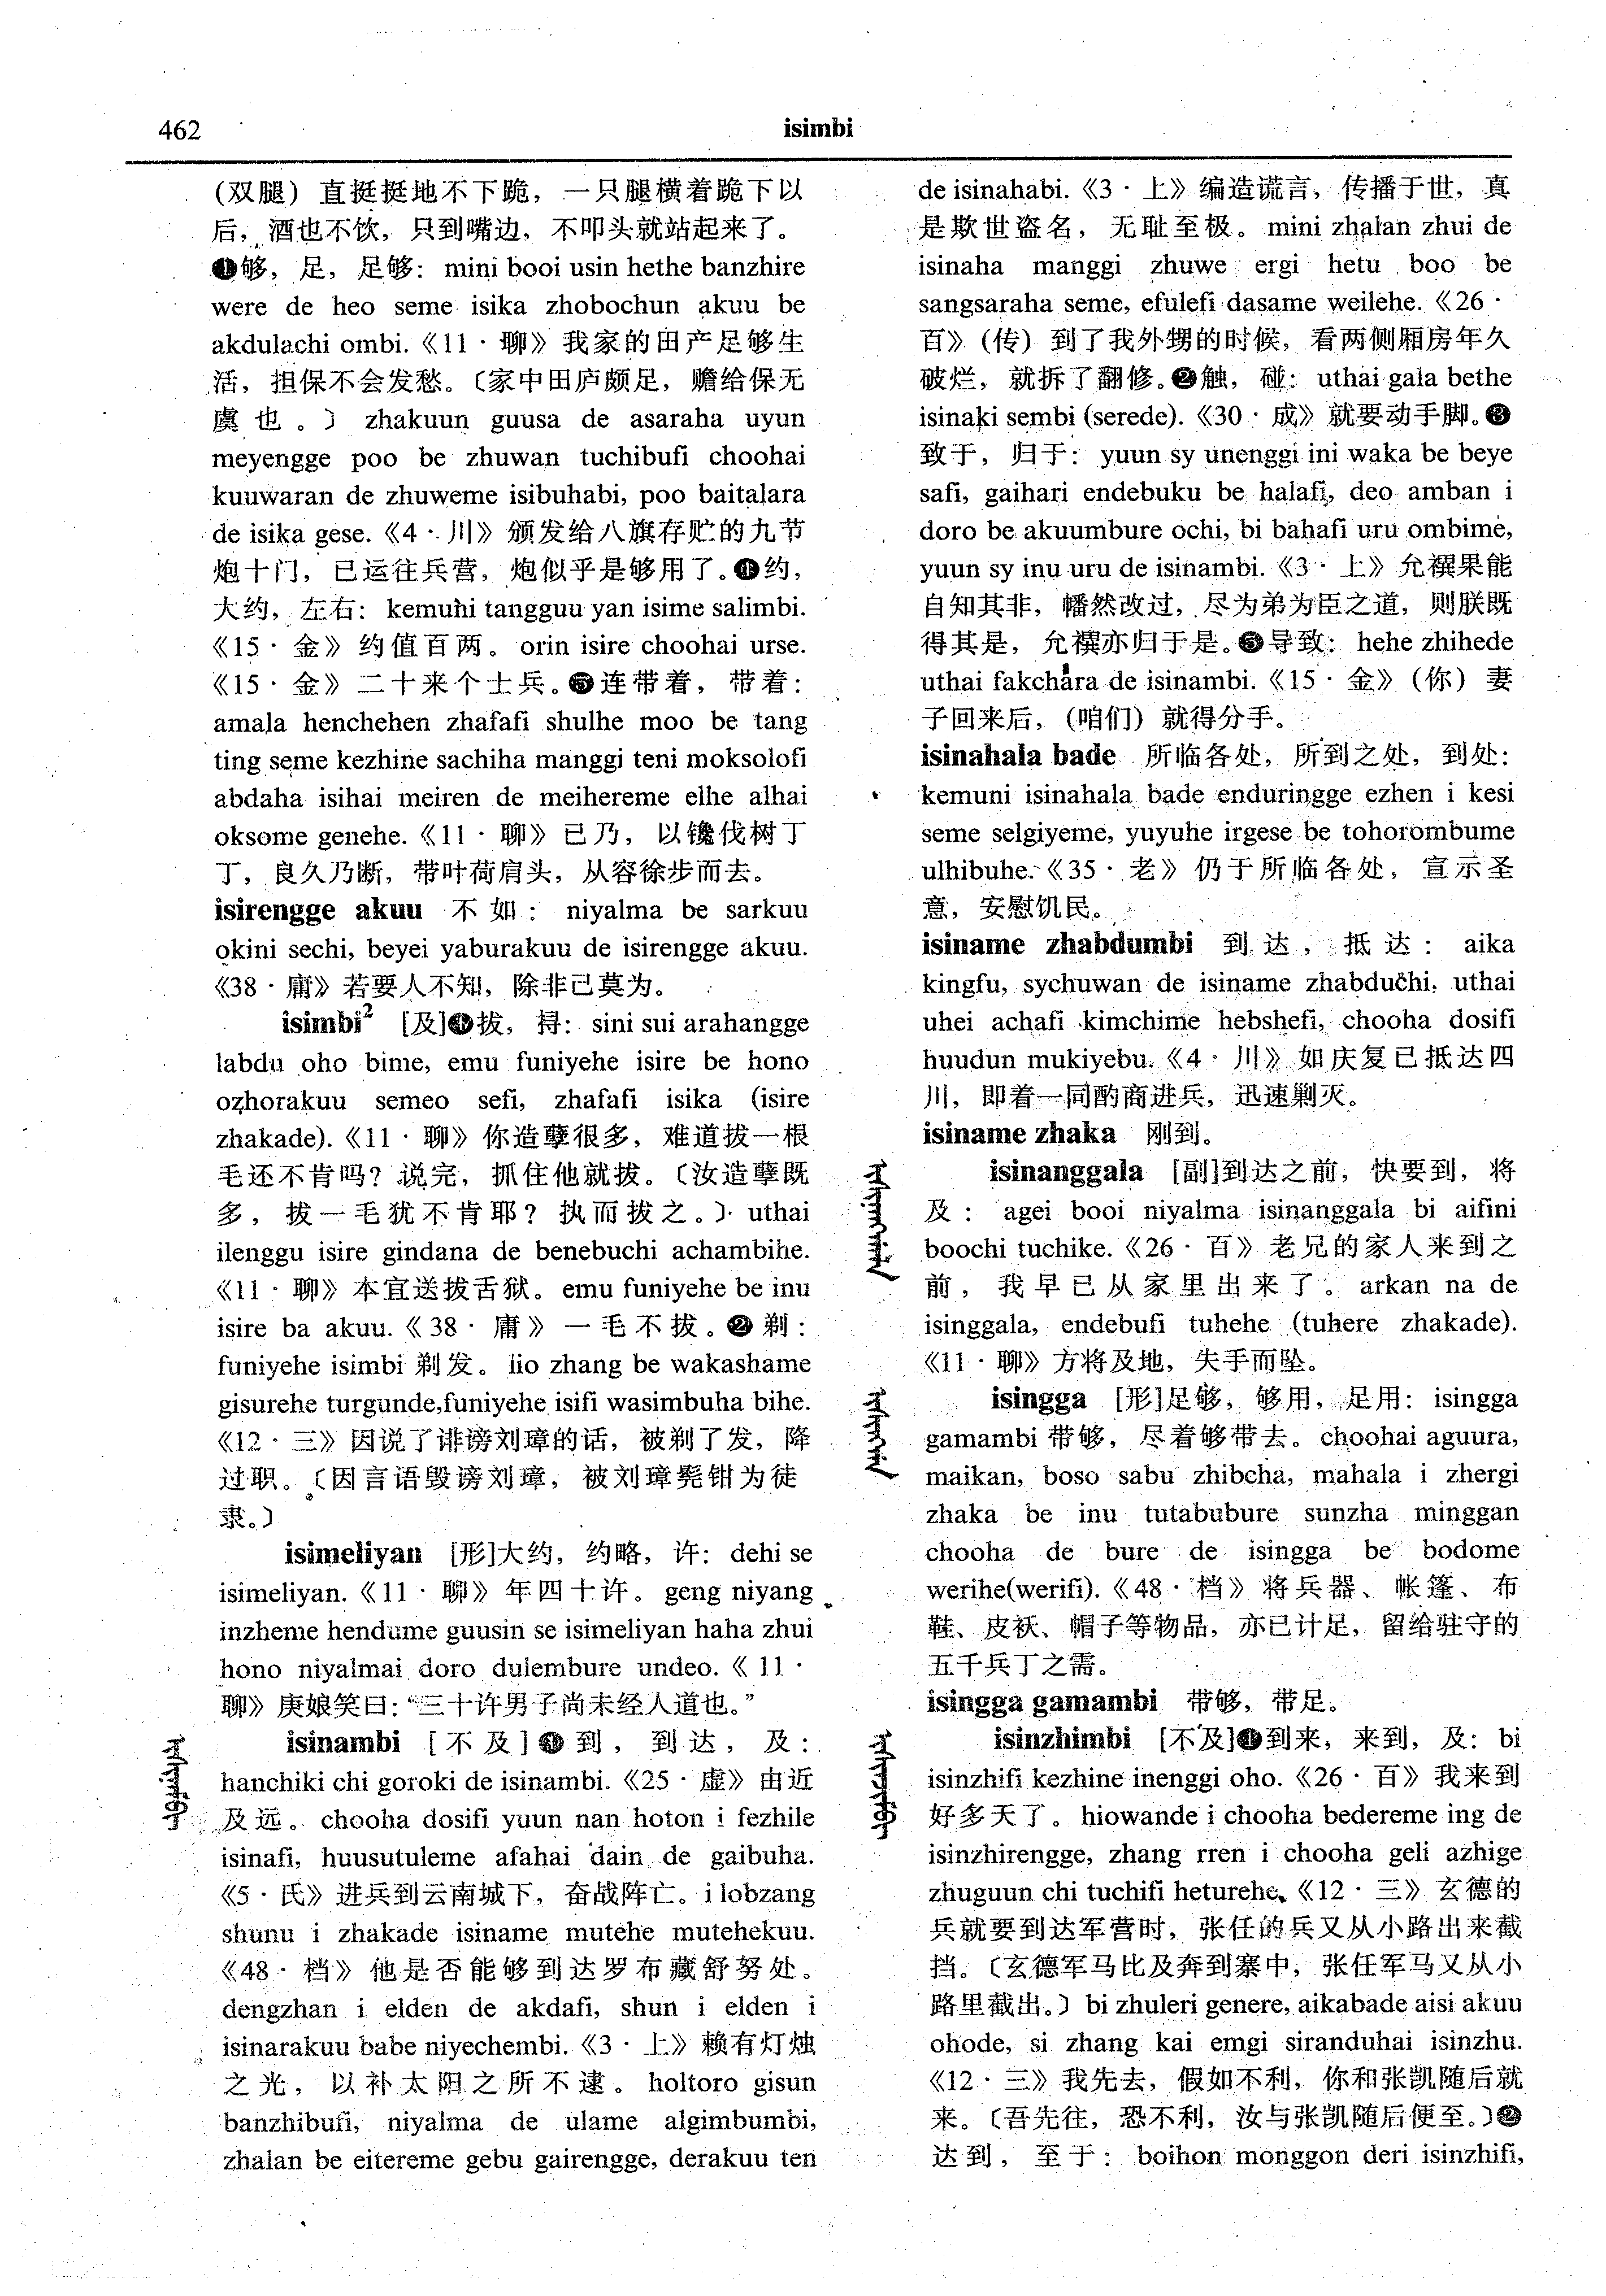 462
isimbi
(双腿) 直挺挺地不下跪，一只腿横着跪下以
后，酒也不饮，只到嘴边，不叩头就站起来了。
够，足，足够：mini booi usin hethe banzhire
were de heo seme isika zhobochun akuu be
akdulachi ombi.《11·聊》我家的田产足够生
活，担保不会发愁。〔家中田庐颇足，赡给保无
虞也。〕 zhakuun guusa de asaraha uyun
meyengge poo be zhuwan tuchibufi choohai
kuuwaran de zhuweme isibuhabi, poo baitalara
de isika gese.《4·川》颁发给八旗存贮的九节
炮十门，已运往兵营，炮似乎是够用了。约，
大约，左右：kemuni tangguu yan isime salimbi.
《15·金》约值百两。orin isire choohai urse.
《15·金》二十来个士兵。连带着，带着：
amala henchehen zhafafi shulhe moo be tang
ting seme kezhine sachiha manggi teni moksolofi
abdaha isihai meiren de meihereme elhe alhai
oksome genehe.《11·聊》已乃，以镵伐树丁
丁，良久乃断，带叶荷肩头，从容徐步而去。
isirengge akuu 不如：niyalma be sarkuu
okini sechi, beyei yaburakuu de isirengge akuu.
《38·庸》若要人不知，除非己莫为。
isimbi² [及]❶拔，挦：sini sui arahangge
labdu oho bime, emu funiyehe isire be hono
ozhorakuu semeo sefi, zhafafi isika (isire
zhakade).《11·聊》你造孽很多，难道拔一根
毛还不肯吗？说完，抓住他就拔。〔汝造孽既
多，拔一毛犹不肯耶？执而拔之。〕uthai
ilenggu isire gindana de benebuchi achambihe.
《11·聊》本宜送拔舌狱。emu funiyehe be inu
isire ba akuu.《38·庸》一毛不拔。❷剃：
funiyehe isimbi 剃发。lio zhang be wakashame
gisurehe turgunde,funiyehe isifi wasimbuha bihe.
《12·三》因说了诽谤刘璋的话，被剃了发，降
过职。〔因言语毁谤刘璋，被刘璋髡钳为徒
隶。〕
isimeliyan [形]大约，约略，许：dehi se
isimeliyan.《11·聊》年四十许。geng niyang
inzheme hendume guusin se isimeliyan haha zhui
hono niyalmai doro dulembure undeo.《11·
聊》庚娘笑曰：“三十许男子尚未经人道也。”
isinambi [不及]❶到，到达，及：
hanchiki chi goroki de isinambi.《25·虚》由近
及远。chooha dosifi yuun nan hoton i fezhile
isinafi, huusutuleme afahai dain de gaibuha.
《5·氏》进兵到云南城下，奋战阵亡。i lobzang
shunu i zhakade isiname mutehe mutehekuu.
《48·档》他是否能够到达罗布藏舒努处。
dengzhan i elden de akdafi, shun i elden i
isinarakuu babe niyechembi.《3·上》赖有灯烛
之光，以补太阳之所不逮。holtoro gisun
banzhibufi, niyalma de ulame algimbumbi,
zhalan be eitereme gebu gairengge, derakuu ten
de isinahabi.《3·上》编造谎言，传播于世，真
是欺世盗名，无耻至极。mini zhalan zhui de
isinaha manggi zhuwe ergi hetu boo be
sangsaraha seme, efulefi dasame weilehe.《26·
百》(传) 到了我外甥的时候，看两侧厢房年久
破烂，就拆了翻修。❷触，碰：uthai gala bethe
isinaki sembi (serede).《30·成》就要动手脚。❸
致于，归于：yuun sy unenggi ini waka be beye
safi, gaihari endebuku be halafi, deo amban i
doro be akuumbure ochi, bi bahafi uru ombime,
yuun sy inu uru de isinambi.《3·上》允禩果能
自知其非，幡然改过，尽为弟为臣之道，则朕既
得其是，允禩亦归于是。❺导致：hehe zhihede
uthai fakchara de isinambi.《15·金》(你) 妻
子回来后，(咱们) 就得分手。
isinahala bade 所临各处，所到之处，到处：
kemuni isinahala bade enduringge ezhen i kesi
seme selgiyeme, yuyuhe irgese be tohorombume
ulhibuhe.《35·老》仍于所临各处，宣示圣
意，安慰饥民。
isiname zhabdumbi 到达，抵达：aika
kingfu, sychuwan de isiname zhabduchi, uthai
uhei achafi kimchime hebshefi, chooha dosifi
huudun mukiyebu.《4·川》如庆复已抵达四
川，即着一同酌商进兵，迅速剿灭。
isiname zhaka 刚到。
isinanggala [副]到达之前，快要到，将
及：agei booi niyalma isinanggala bi aifini
boochi tuchike.《26·百》老兄的家人来到之
前，我早已从家里出来了。arkan na de
isinggala, endebufi tuhehe (tuhere zhakade).
《11·聊》方将及地，失手而坠。
isingga [形]足够，够用，足用：isingga
gamambi 带够，尽着够带去。choohai aguura,
maikan, boso sabu zhibcha, mahala i zhergi
zhaka be inu tutabubure sunzha minggan
chooha de bure de isingga be bodome
werihe(werifi).《48·档》将兵器、帐篷、布
鞋、皮袄、帽子等物品，亦已计足，留给驻守的
五千兵丁之需。
isingga gamambi 带够，带足。
isinzhimbi [不及]❶到来，来到，及：bi
isinzhifi kezhine inenggi oho.《26·百》我来到
好多天了。hiowande i chooha bedereme ing de
isinzhirengge, zhang rren i chooha geli azhige
zhuguun chi tuchifi heturehe.《12·三》玄德的
兵就要到达军营时，张任的兵又从小路出来截
挡。〔玄德军马比及奔到寨中，张任军马又从小
路里截出。〕bi zhuleri genere, aikabade aisi akuu
ohode, si zhang kai emgi siranduhai isinzhu.
《12·三》我先去，假如不利，你和张凯随后就
来。〔吾先往，恐不利，汝与张凯随后便至。〕❷
达到，至于：boihon monggon deri isinzhifi,